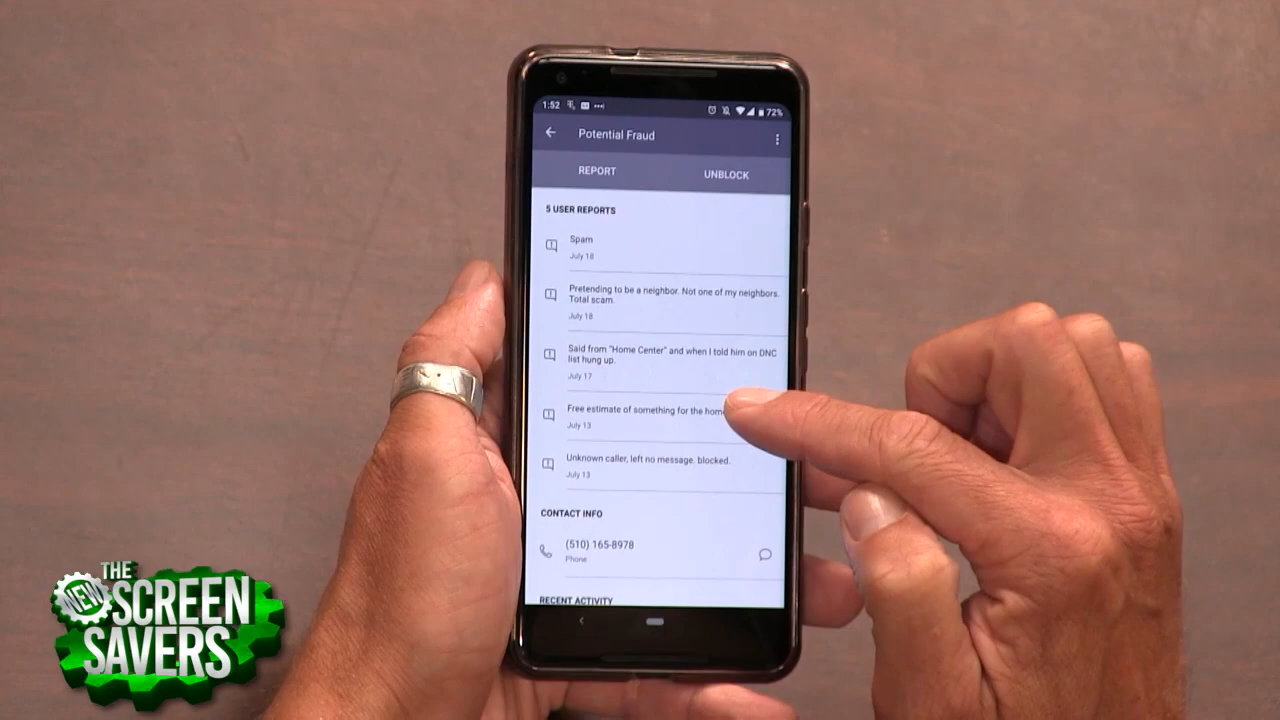 1:52
72%
Potential Fraud
REPORT
UNBLOCK
5 USER REPORTS
Spam
July 18
Pretending to be a neighbor. Not one of my neighbors.
Total scam.
July 18
Said from "Home Center" and when I told him on DNC
list hung up.
July 17
Free estimate of something for the
July 13
Unknown caller, left no message. blocked.
July 13
CONTACT INFO
(510) 165-8978
Phone
RECENT ACTIVITY
THE
NEW SCREEN
SAVERS